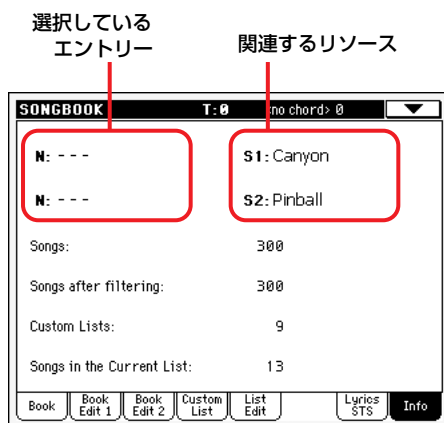 選択している
エントリー
関連するリソース
SONGBOOK T:0 <no chord> 0
N: --- S1: Canyon
N: --- S2: Pinball
Songs: 300
Songs after filtering: 300
Custom Lists: 9
Songs in the Current List: 13
Book Book Edit 1 Book Edit 2 Custom List List Edit Lyrics STS Info